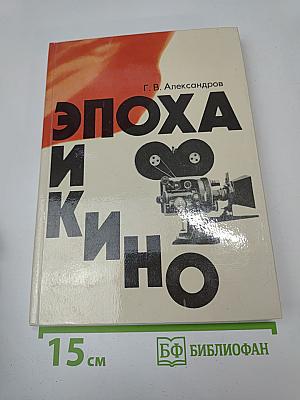 Г. В. Александров
ЭПОХА
И
КИНО
15 см
БФ БИБЛИОФАН